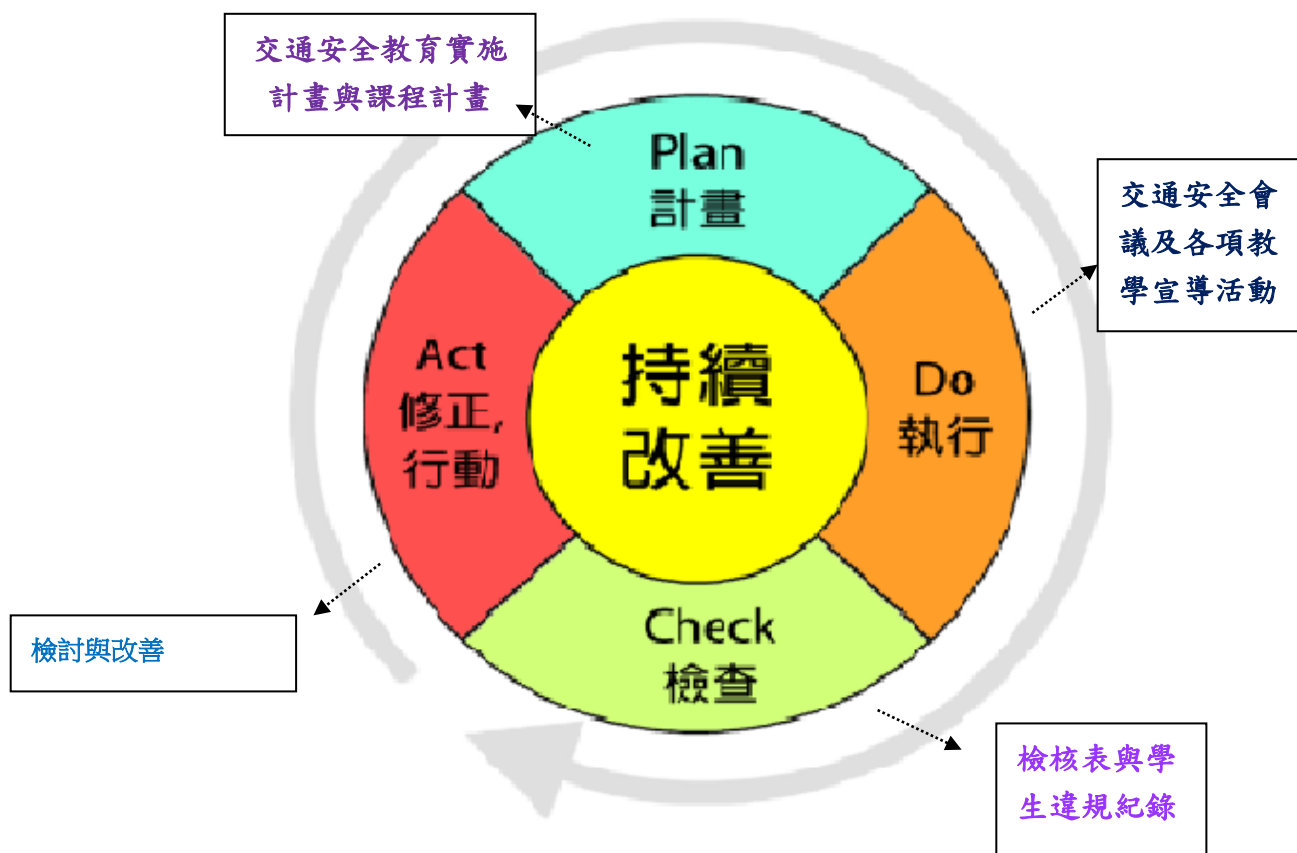 交通安全教育實施
計畫與課程計畫
Plan
計畫
交通安全會
議及各項教
學宣導活動
Act
修正,
行動
持續
改善
Do
執行
Check
檢查
檢討與改善
檢核表與學
生違規紀錄